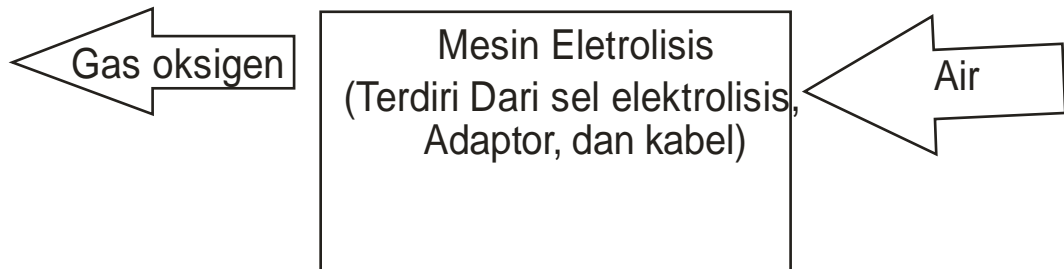 Gas oksigen
Mesin Eletrolisis
(Terdiri Dari sel elektrolisis,
Adaptor, dan kabel)
Air